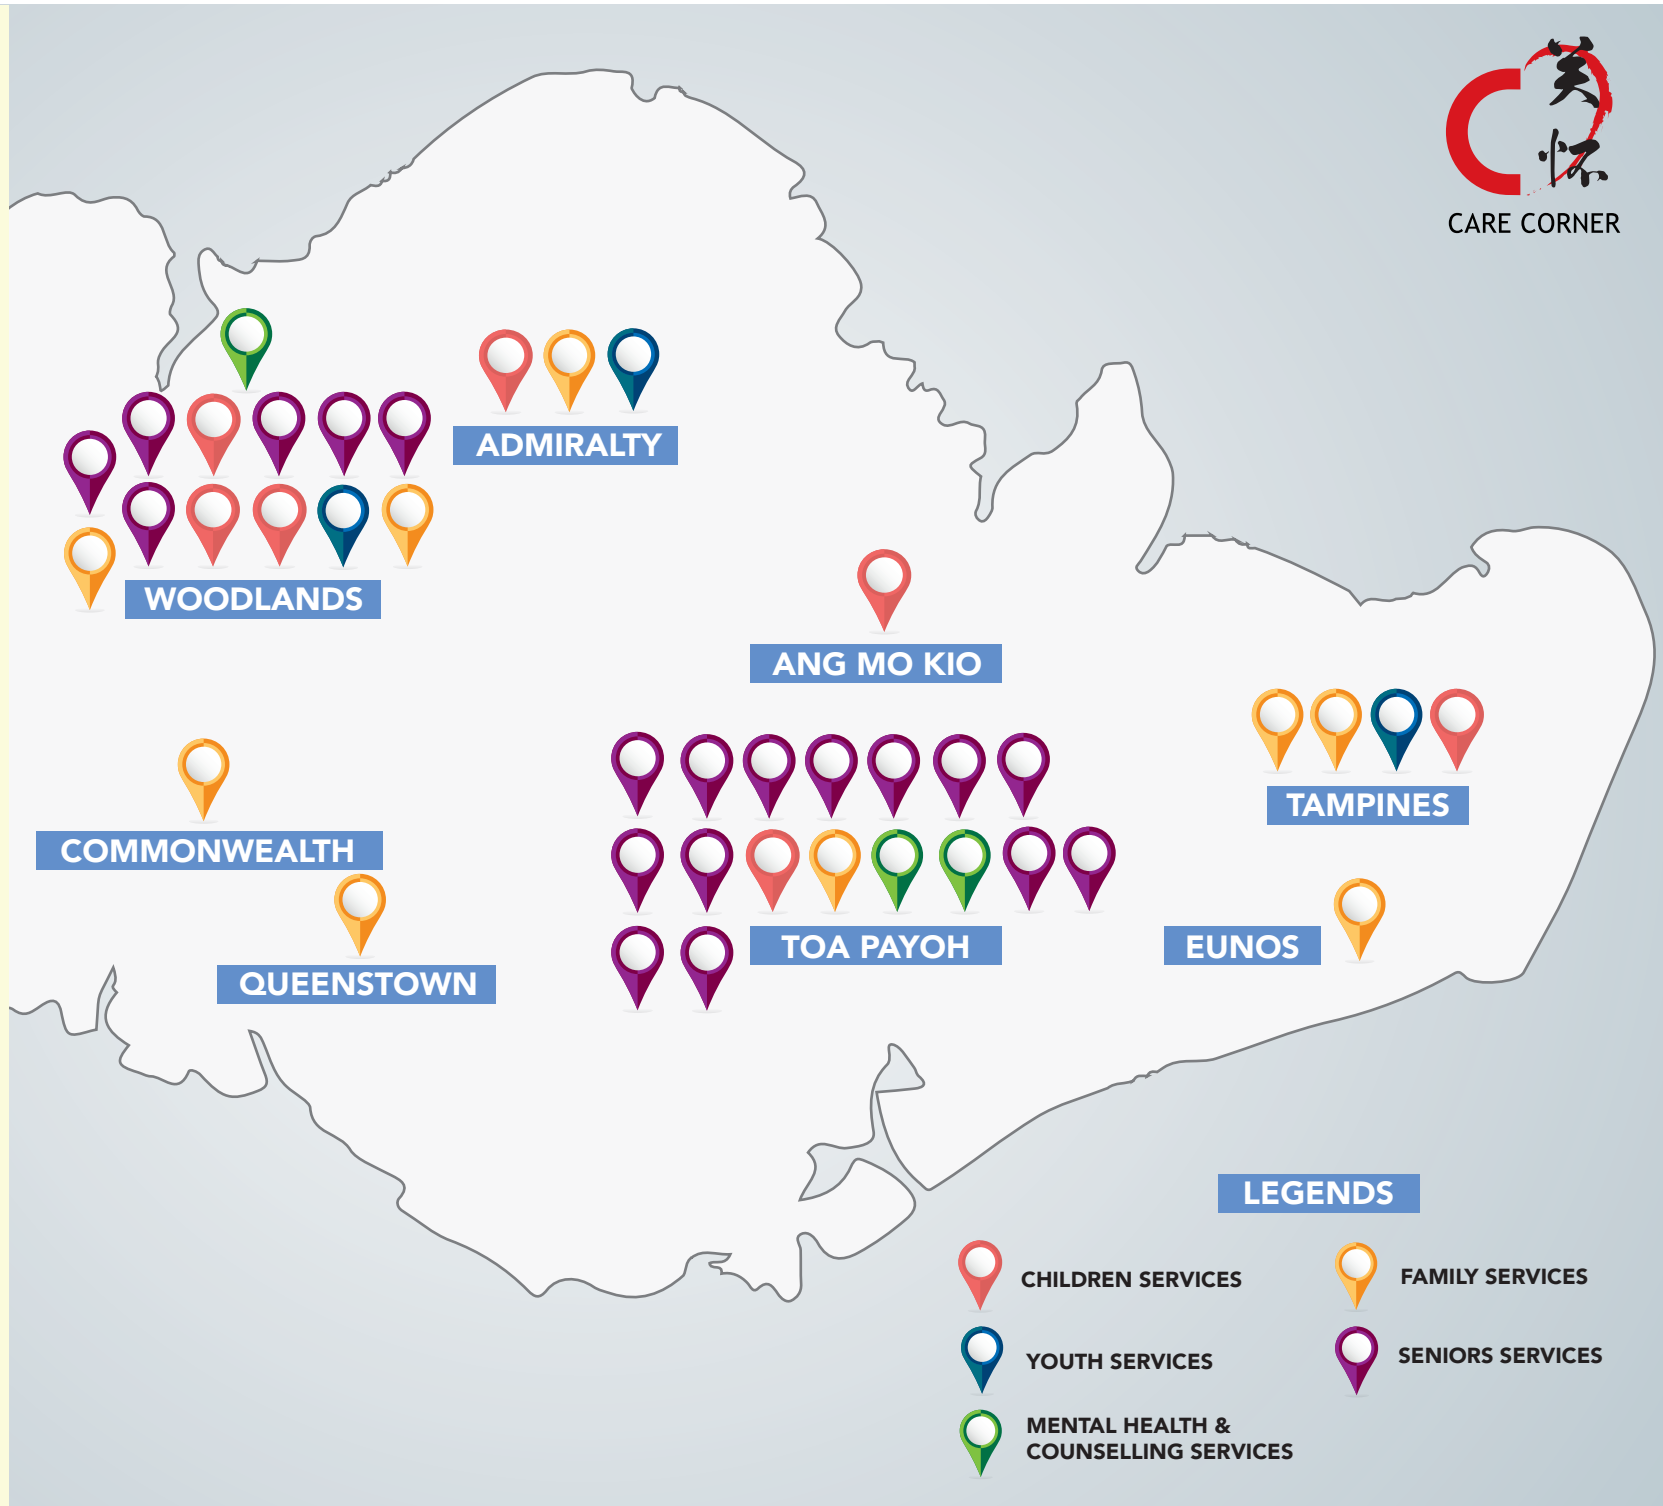 美
怀
CARE CORNER
ADMIRALTY
WOODLANDS
ANG MO KIO
TAMPINES
COMMONWEALTH
TOA PAYOH
EUNOS
QUEENSTOWN
LEGENDS
CHILDREN SERVICES
FAMILY SERVICES
YOUTH SERVICES
SENIORS SERVICES
MENTAL HEALTH &
COUNSELLING SERVICES